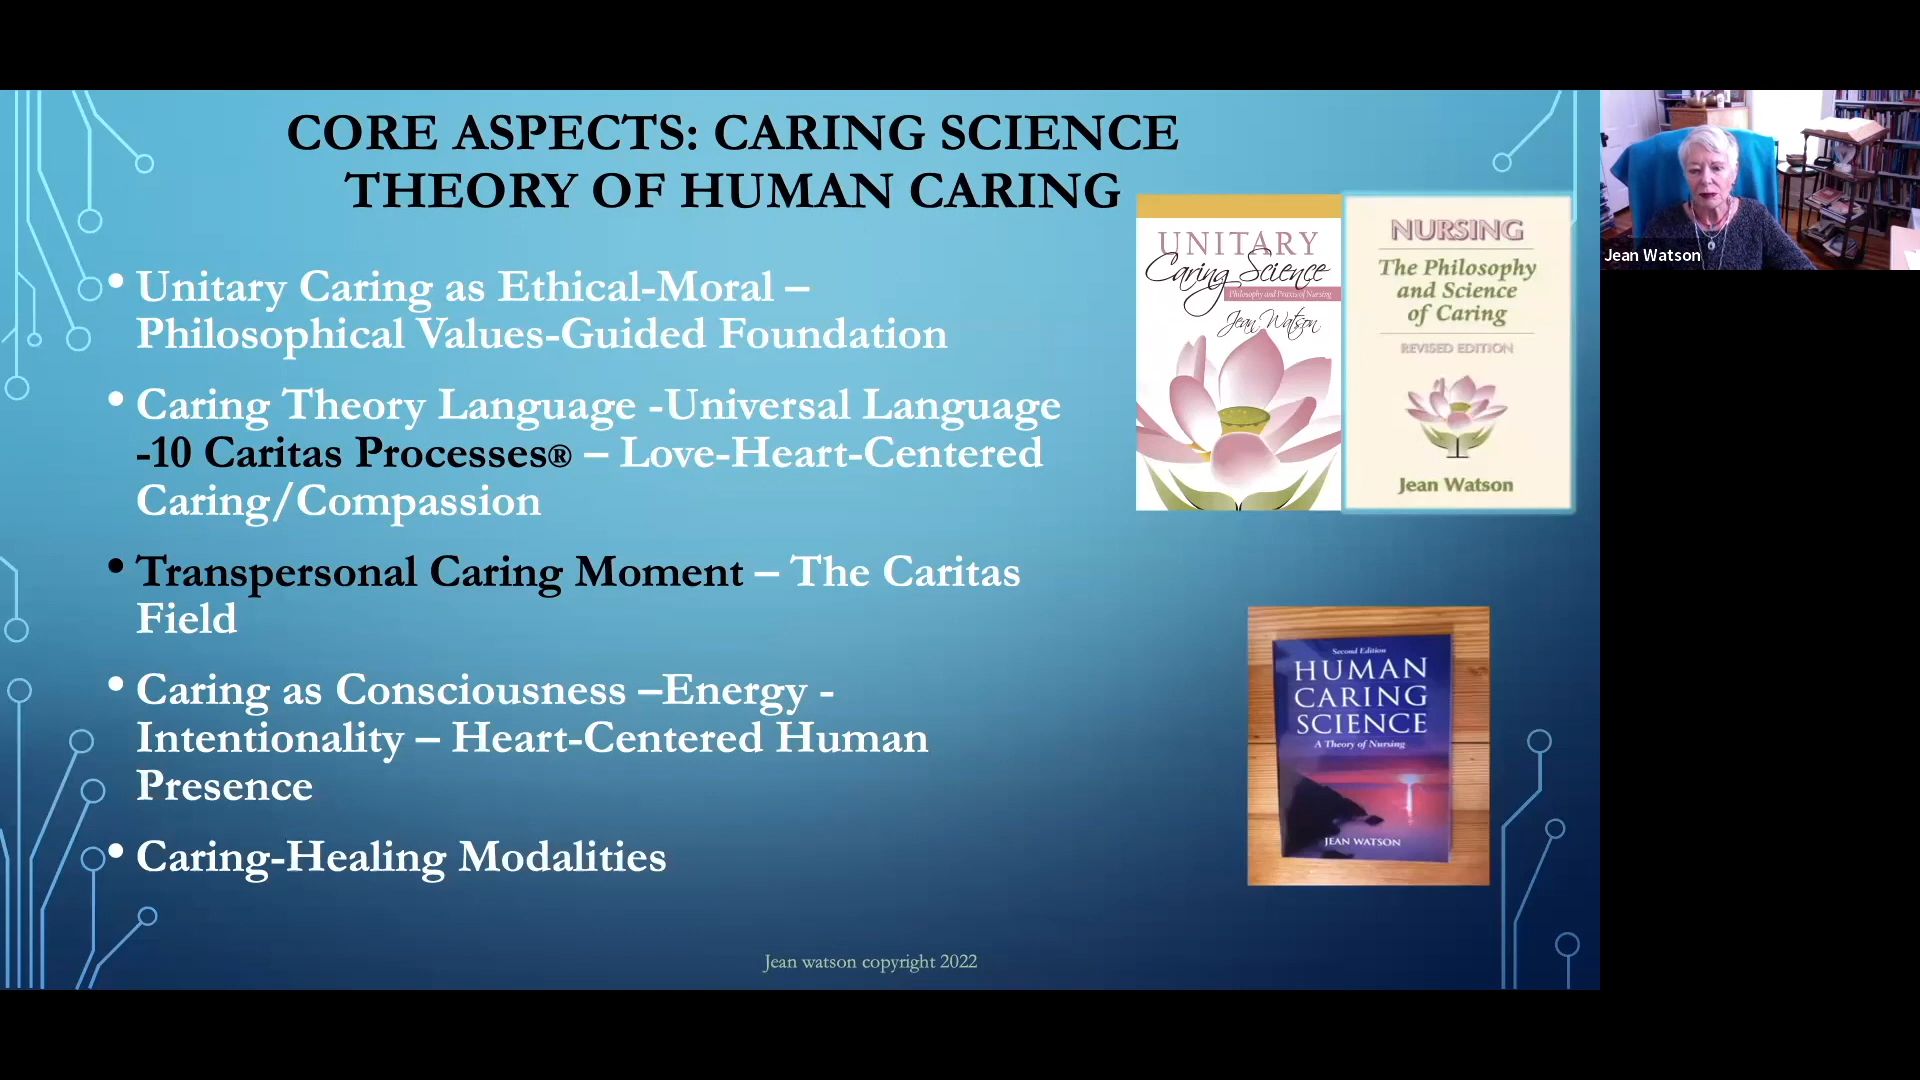 CORE ASPECTS: CARING SCIENCE
THEORY OF HUMAN CARING
• Unitary Caring as Ethical-Moral –
Philosophical Values-Guided Foundation
• Caring Theory Language -Universal Language
-10 Caritas Processes® – Love-Heart-Centered
Caring/Compassion
• Transpersonal Caring Moment – The Caritas
Field
• Caring as Consciousness –Energy -
Intentionality – Heart-Centered Human
Presence
• Caring-Healing Modalities
UNITARY
Caring Science
Philosophy and Praxis of Nursing
Jean Watson
NURSING
The Philosophy
and Science
of Caring
REVISED EDITION
Jean Watson
Second Edition
HUMAN
CARING
SCIENCE
A Theory of Nursing
JEAN WATSON
Jean watson copyright 2022
Jean Watson